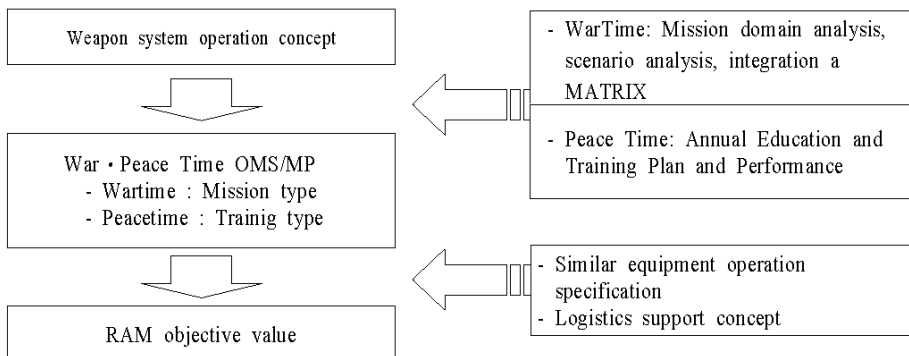 Weapon system operation concept
- WarTime: Mission domain analysis,
scenario analysis, integration a
MATRIX
- Peace Time: Annual Education and
Training Plan and Performance
War・Peace Time OMS/MP
- Wartime : Mission type
- Peacetime : Trainig type
- Similar equipment operation
specification
- Logistics support concept
RAM objective value